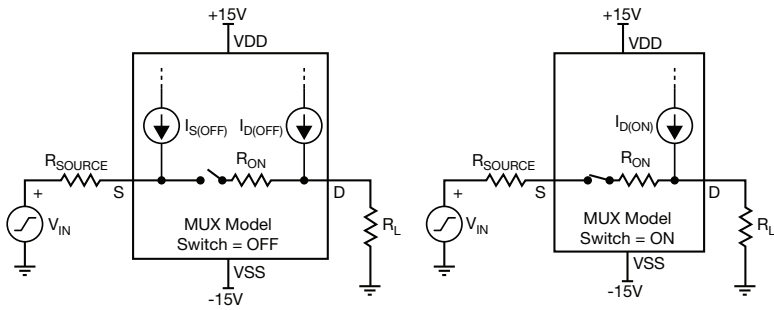 +15V
VDD
I_S(OFF)
I_D(OFF)
R_SOURCE
R_ON
+
S
D
V_IN
MUX Model
Switch = OFF
R_L
VSS
-15V
+15V
VDD
I_D(ON)
R_SOURCE
R_ON
+
S
D
V_IN
MUX Model
Switch = ON
R_L
VSS
-15V